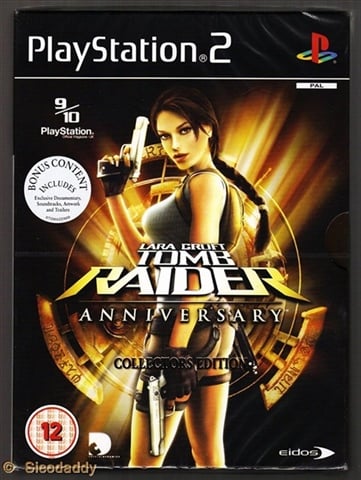 PlayStation®2
PAL
9/10
PlayStation®
Official Magazine - UK
BONUS CONTENT
INCLUDES
Exclusive Documentary,
Soundtracks, Artwork
and Trailers
LARA CROFT
TOMB
RAIDER
ANNIVERSARY
COLLECTOR'S EDITION
12
eidos
© Sicodaddy